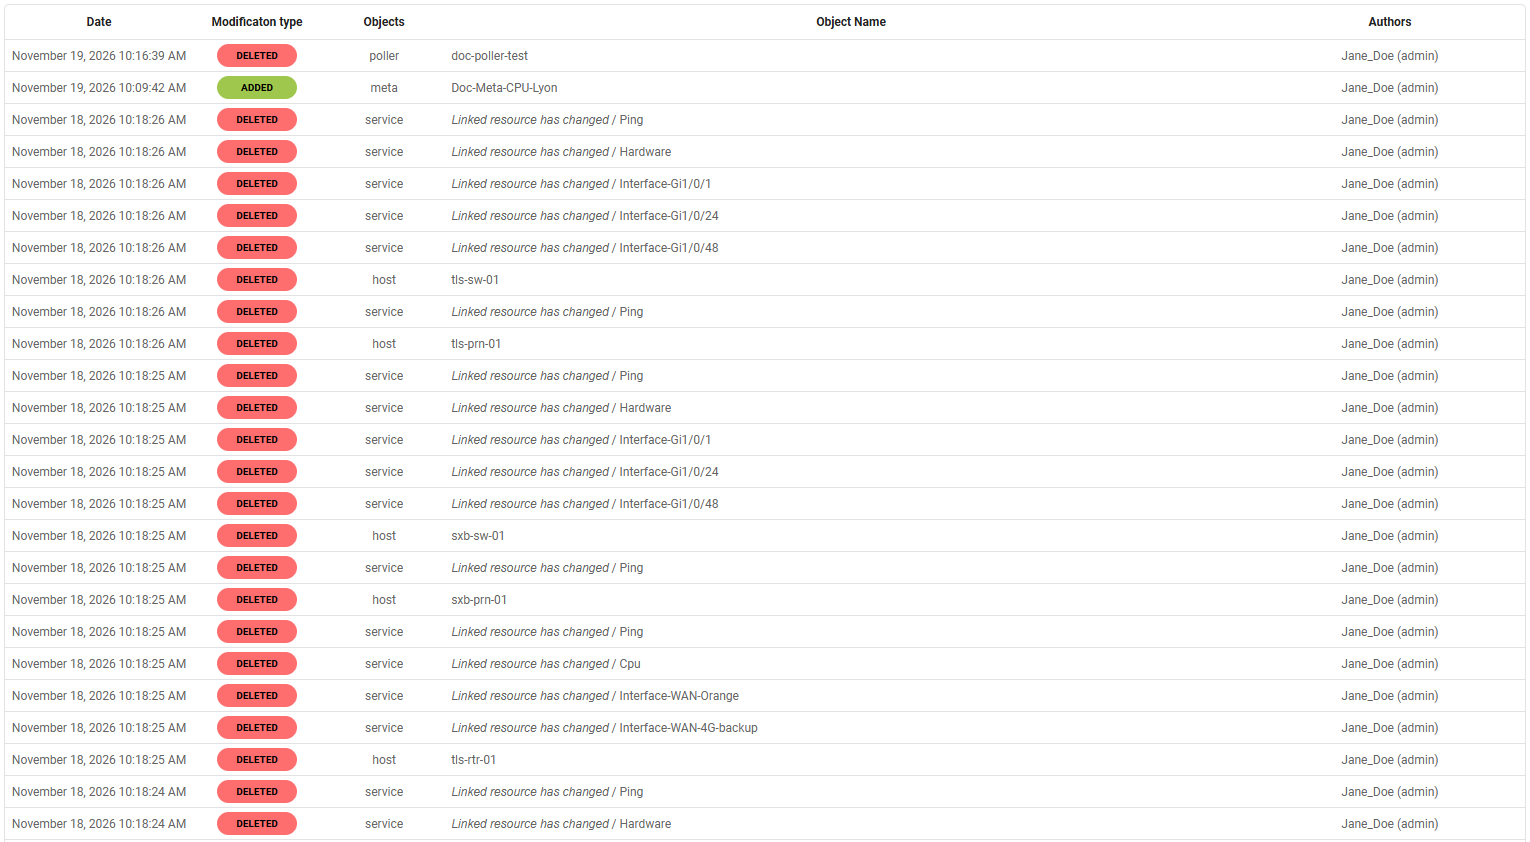 Date Modificaton type Objects Object Name Authors
November 19, 2026 10:16:39 AM DELETED poller doc-poller-test Jane_Doe (admin)
November 19, 2026 10:09:42 AM ADDED meta Doc-Meta-CPU-Lyon Jane_Doe (admin)
November 18, 2026 10:18:26 AM DELETED service Linked resource has changed / Ping Jane_Doe (admin)
November 18, 2026 10:18:26 AM DELETED service Linked resource has changed / Hardware Jane_Doe (admin)
November 18, 2026 10:18:26 AM DELETED service Linked resource has changed / Interface-Gi1/0/1 Jane_Doe (admin)
November 18, 2026 10:18:26 AM DELETED service Linked resource has changed / Interface-Gi1/0/24 Jane_Doe (admin)
November 18, 2026 10:18:26 AM DELETED service Linked resource has changed / Interface-Gi1/0/48 Jane_Doe (admin)
November 18, 2026 10:18:26 AM DELETED host tls-sw-01 Jane_Doe (admin)
November 18, 2026 10:18:26 AM DELETED service Linked resource has changed / Ping Jane_Doe (admin)
November 18, 2026 10:18:26 AM DELETED host tls-prn-01 Jane_Doe (admin)
November 18, 2026 10:18:25 AM DELETED service Linked resource has changed / Ping Jane_Doe (admin)
November 18, 2026 10:18:25 AM DELETED service Linked resource has changed / Hardware Jane_Doe (admin)
November 18, 2026 10:18:25 AM DELETED service Linked resource has changed / Interface-Gi1/0/1 Jane_Doe (admin)
November 18, 2026 10:18:25 AM DELETED service Linked resource has changed / Interface-Gi1/0/24 Jane_Doe (admin)
November 18, 2026 10:18:25 AM DELETED service Linked resource has changed / Interface-Gi1/0/48 Jane_Doe (admin)
November 18, 2026 10:18:25 AM DELETED host sxb-sw-01 Jane_Doe (admin)
November 18, 2026 10:18:25 AM DELETED service Linked resource has changed / Ping Jane_Doe (admin)
November 18, 2026 10:18:25 AM DELETED host sxb-prn-01 Jane_Doe (admin)
November 18, 2026 10:18:25 AM DELETED service Linked resource has changed / Ping Jane_Doe (admin)
November 18, 2026 10:18:25 AM DELETED service Linked resource has changed / Cpu Jane_Doe (admin)
November 18, 2026 10:18:25 AM DELETED service Linked resource has changed / Interface-WAN-Orange Jane_Doe (admin)
November 18, 2026 10:18:25 AM DELETED service Linked resource has changed / Interface-WAN-4G-backup Jane_Doe (admin)
November 18, 2026 10:18:25 AM DELETED host tls-rtr-01 Jane_Doe (admin)
November 18, 2026 10:18:24 AM DELETED service Linked resource has changed / Ping Jane_Doe (admin)
November 18, 2026 10:18:24 AM DELETED service Linked resource has changed / Hardware Jane_Doe (admin)